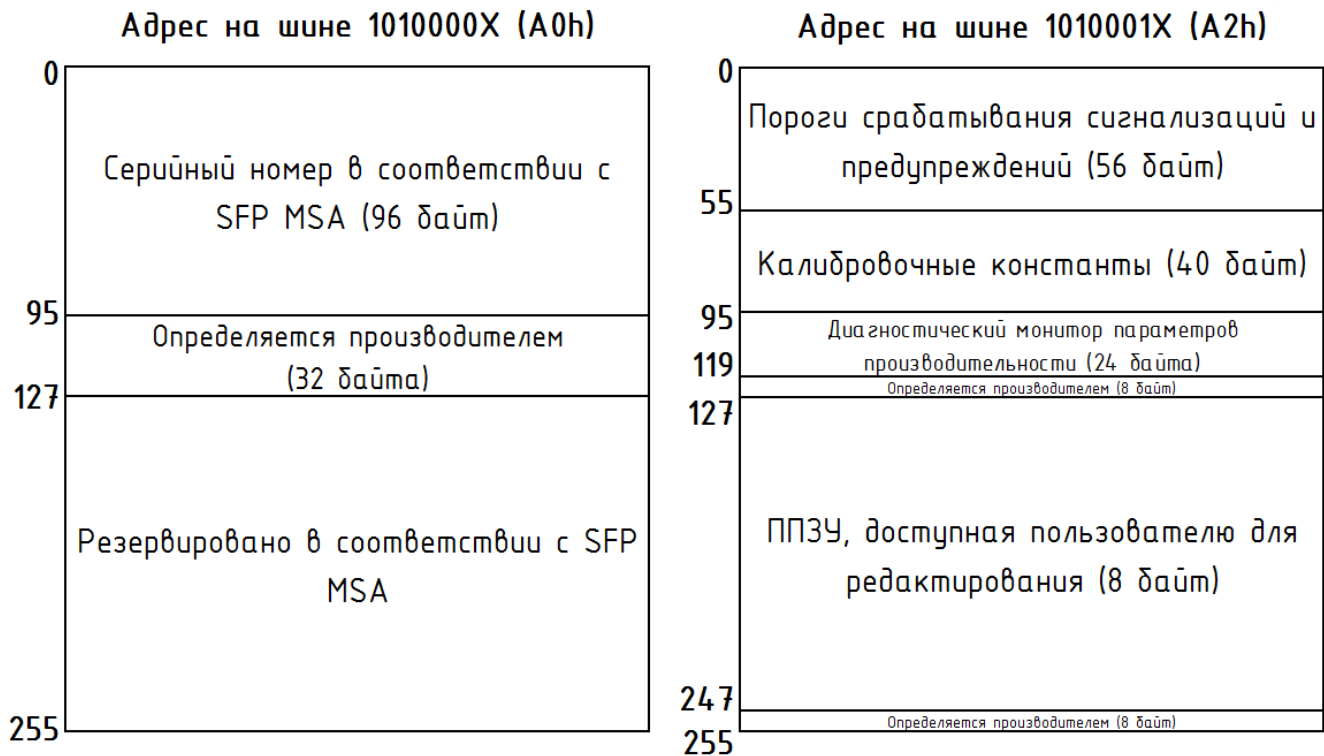 Адрес на шине 1010000X (A0h)
0
Серийный номер в соответствии с
SFP MSA (96 байт)
95
Определяется производителем
(32 байта)
127
Резервировано в соответствии с SFP
MSA
255
Адрес на шине 1010001X (A2h)
0
Пороги срабатывания сигнализаций и
предупреждений (56 байт)
55
Калибровочные константы (40 байт)
95
Диагностический монитор параметров
производительности (24 байта)
119
Определяется производителем (8 байт)
127
ППЗУ, доступная пользователю для
редактирования (8 байт)
247
Определяется производителем (8 байт)
255